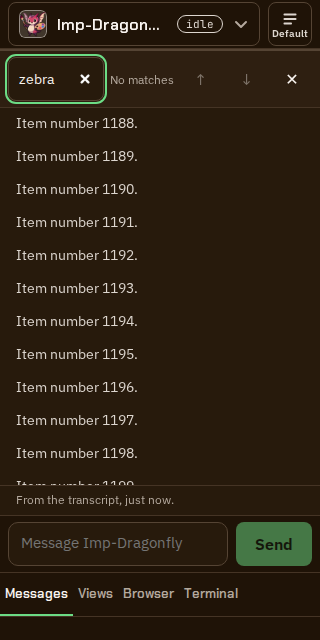 Imp-Dragon...
idle
Default
zebra
No matches
Item number 1188.
Item number 1189.
Item number 1190.
Item number 1191.
Item number 1192.
Item number 1193.
Item number 1194.
Item number 1195.
Item number 1196.
Item number 1197.
Item number 1198.
From the transcript, just now.
Message Imp-Dragonfly
Send
Messages Views Browser Terminal